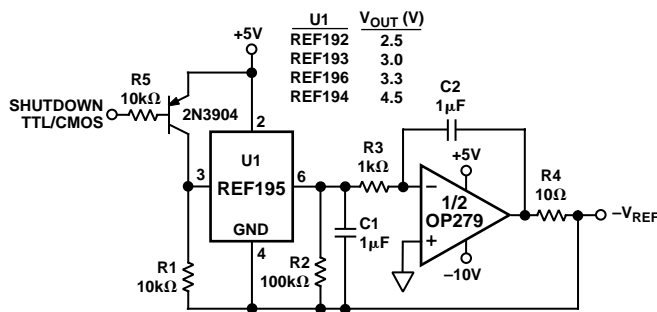 U1 V_OUT (V)
REF192 2.5
REF193 3.0
REF196 3.3
REF194 4.5
+5V
R5
10kΩ
SHUTDOWN
TTL/CMOS
2N3904
2
U1
REF195
GND
3
6
4
R1
10kΩ
R2
100kΩ
C1
1μF
R3
1kΩ
C2
1μF
+5V
–
1/2
OP279
+
–10V
R4
10Ω
–V_REF